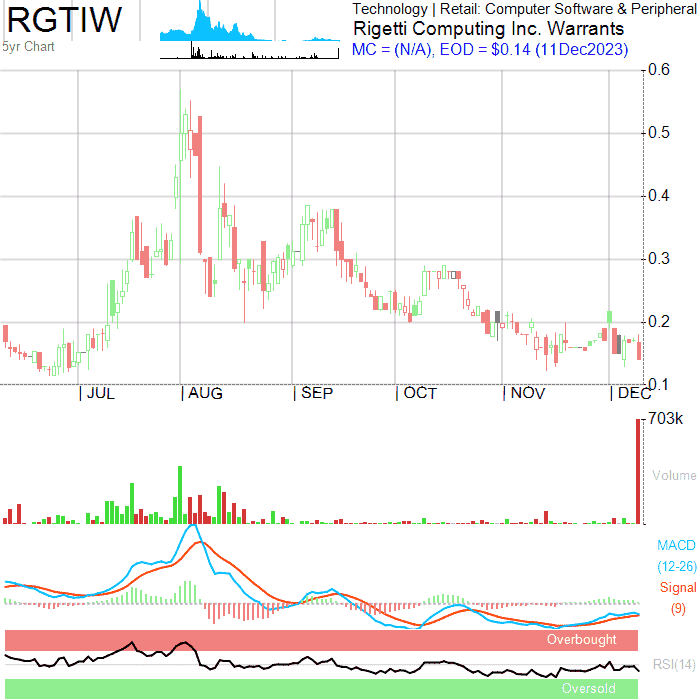 RGTIW
5yr Chart
Technology | Retail: Computer Software & Peripheral
Rigetti Computing Inc. Warrants
MC = (N/A), EOD = $0.14 (11Dec2023)
0.6
0.5
0.4
0.3
0.2
0.1
JUL AUG SEP OCT NOV DEC
703k
Volume
MACD
(12-26)
Signal
(9)
Overbought
RSI(14)
Oversold